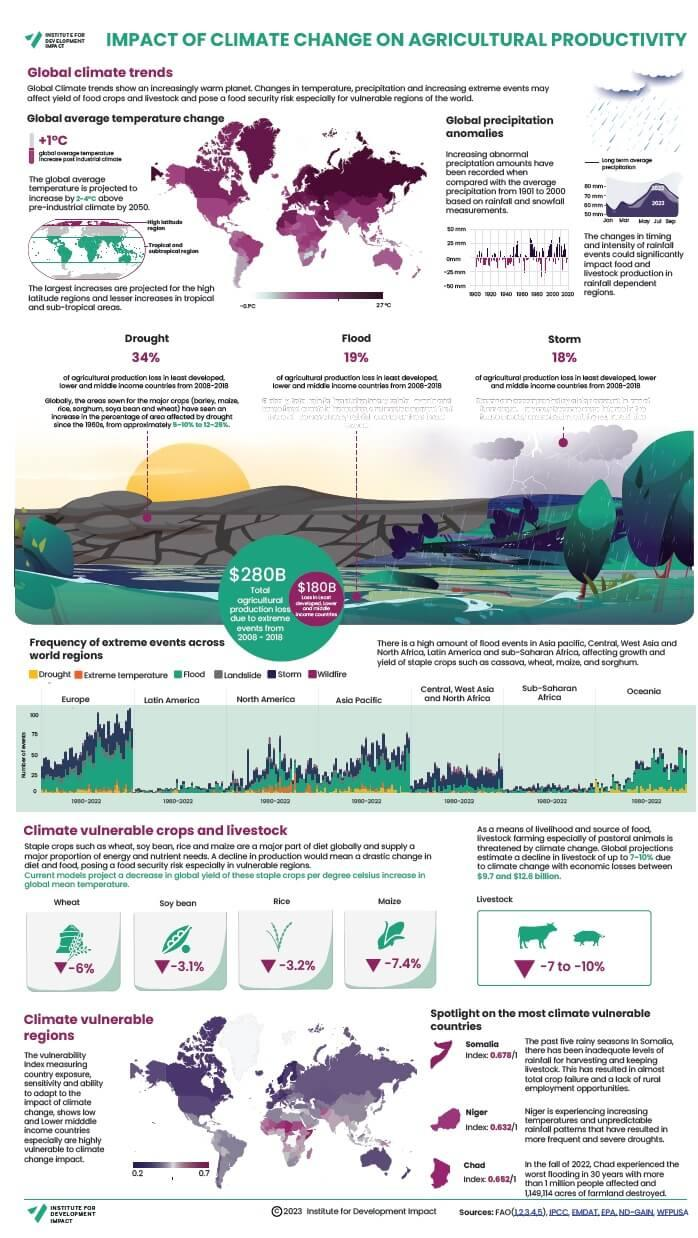 INSTITUTE FOR
DEVELOPMENT
IMPACT
IMPACT OF CLIMATE CHANGE ON AGRICULTURAL PRODUCTIVITY
Global climate trends
Global Climate trends show an increasingly warm planet. Changes in temperature, precipitation and increasing extreme events may
affect yield of food crops and livestock and pose a food security risk especially for vulnerable regions of the world.
Global average temperature change
+1°C
global average temperature
increase post industrial climate
The global average
temperature is projected to
increase by 2-4°C above
pre-industrial climate by 2050.
High latitude
region
Tropical and
subtropical region
The largest increases are projected for the high
latitude regions and lesser increases in tropical
and sub-tropical areas.
27°C
Global precipitation
anomalies
Increasing abnormal
preciptation amounts have
been recorded when
compared with the average
precipitation from 1901 to 2000
based on rainfall and snowfall
measurements.
50 mm
25 mm
0mm
-25 mm
-50 mm
1900 1920 1940 1960 1980 2000 2020
Long term average
precipitation
80 mm
70 mm
60 mm
50 mm
2022
2023
Jan Mar May Jul Sep
The changes in timing
and intensity of rainfall
events could significantly
impact food and
livestock production in
rainfall dependent
regions.
Drought
34%
of agricultural production loss in least developed,
lower and middle income countries from 2008-2018
Globally, the areas sown for the major crops (barley, maize,
rice, sorghum, soya bean and wheat) have seen an
increase in the percentage of area affected by drought
since the 1960s, from approximately 5-10% to 12-25%.
Flood
19%
of agricultural production loss in least developed,
lower and middle income countries from 2008-2018
Storm
18%
of agricultural production loss in least developed, lower
and middle income countries from 2008-2018
$280B
Total
agricultural
production loss
due to extreme
events from
2008 - 2018
$180B
Loss in Least
developed, Lower
and middle
income countries
Frequency of extreme events across
world regions
There is a high amount of flood events in Asia pacific, Central, West Asia and
North Africa, Latin America and sub-Saharan Africa, affecting growth and
yield of staple crops such as cassava, wheat, maize, and sorghum.
Drought Extreme temperature Flood Landslide Storm Wildfire
Europe
Latin America
North America
Asia Pacific
Central, West Asia
and North Africa
Sub-Saharan
Africa
Oceania
Number of events
100
75
50
25
0
1980-2022 1980-2022 1980-2022 1980-2022 1980-2022 1980-2022 1980-2022
Climate vulnerable crops and livestock
Staple crops such as wheat, soy bean, rice and maize are a major part of diet globally and supply a
major proportion of energy and nutrient needs. A decline in production would mean a drastic change in
diet and food, posing a food security risk especially in vulnerable regions.
Current models project a decrease in global yield of these staple crops per degree celsius increase in
global mean temperature.
As a means of livelihood and source of food,
livestock farming especially of pastoral animals is
threatened by climate change. Global projections
estimate a decline in livestock of up to 7-10% due
to climate change with economic losses between
$9.7 and $12.6 billion.
Wheat
-6%
Soy bean
-3.1%
Rice
-3.2%
Maize
-7.4%
Livestock
-7 to -10%
Climate vulnerable
regions
The vulnerability
Index measuring
country exposure,
sensitivity and ability
to adapt to the
impact of climate
change, shows low
and Lower midddle
income countries
especially are highly
vulnerable to climate
change impact.
0.2
0.7
Spotlight on the most climate vulnerable
countries
Somalia
Index: 0.678/1
The past five rainy seasons In Somalia,
there has been inadequate levels of
rainfall for harvesting and keeping
livestock. This has resulted in almost
total crop failure and a lack of rural
employment opportunities.
Niger
Index: 0.632/1
Niger is experiencing increasing
temperatures and unpredictable
rainfall patterns that have resulted in
more frequent and severe droughts.
Chad
Index: 0.652/1
In the fall of 2022, Chad experienced the
worst flooding in 30 years with more
than 1 million people affected and
1,149,114 acres of farmland destroyed.
INSTITUTE FOR
DEVELOPMENT
IMPACT
©2023 Institute for Development Impact
Sources: FAO(1,2,3,4,5), IPCC, EMDAT, EPA, ND-GAIN, WFPUSA